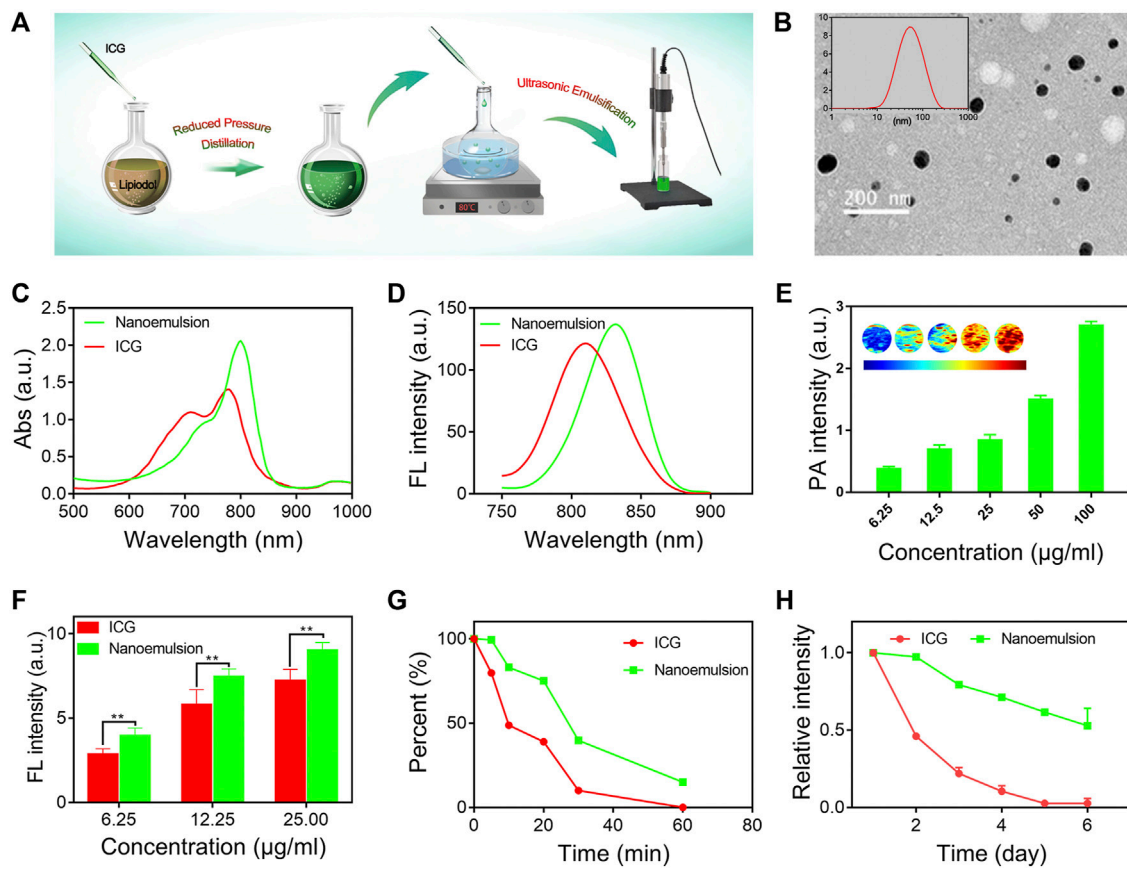 A
ICG
Lipiodol
Reduced Pressure
Distillation
80℃
Ultrasonic Emulsification
B
10
8
6
4
2
0
1 10 100 1000
(nm)
200 nm
C
Abs (a.u.)
2.5
2.0
1.5
1.0
0.5
0.0
Nanoemulsion
ICG
500 600 700 800 900 1000
Wavelength (nm)
D
FL intensity (a.u.)
150
100
50
0
Nanoemulsion
ICG
750 800 850 900
Wavelength (nm)
E
PA intensity (a.u.)
3
2
1
0
6.25 12.5 25 50 100
Concentration (µg/ml)
F
FL intensity (a.u.)
10
5
0
ICG
Nanoemulsion
** ** **
6.25 12.25 25.00
Concentration (µg/ml)
G
Percent (%)
100
50
0
ICG
Nanoemulsion
0 20 40 60 80
Time (min)
H
Relative intensity
1.0
0.5
0.0
ICG Nanoemulsion
2 4 6
Time (day)